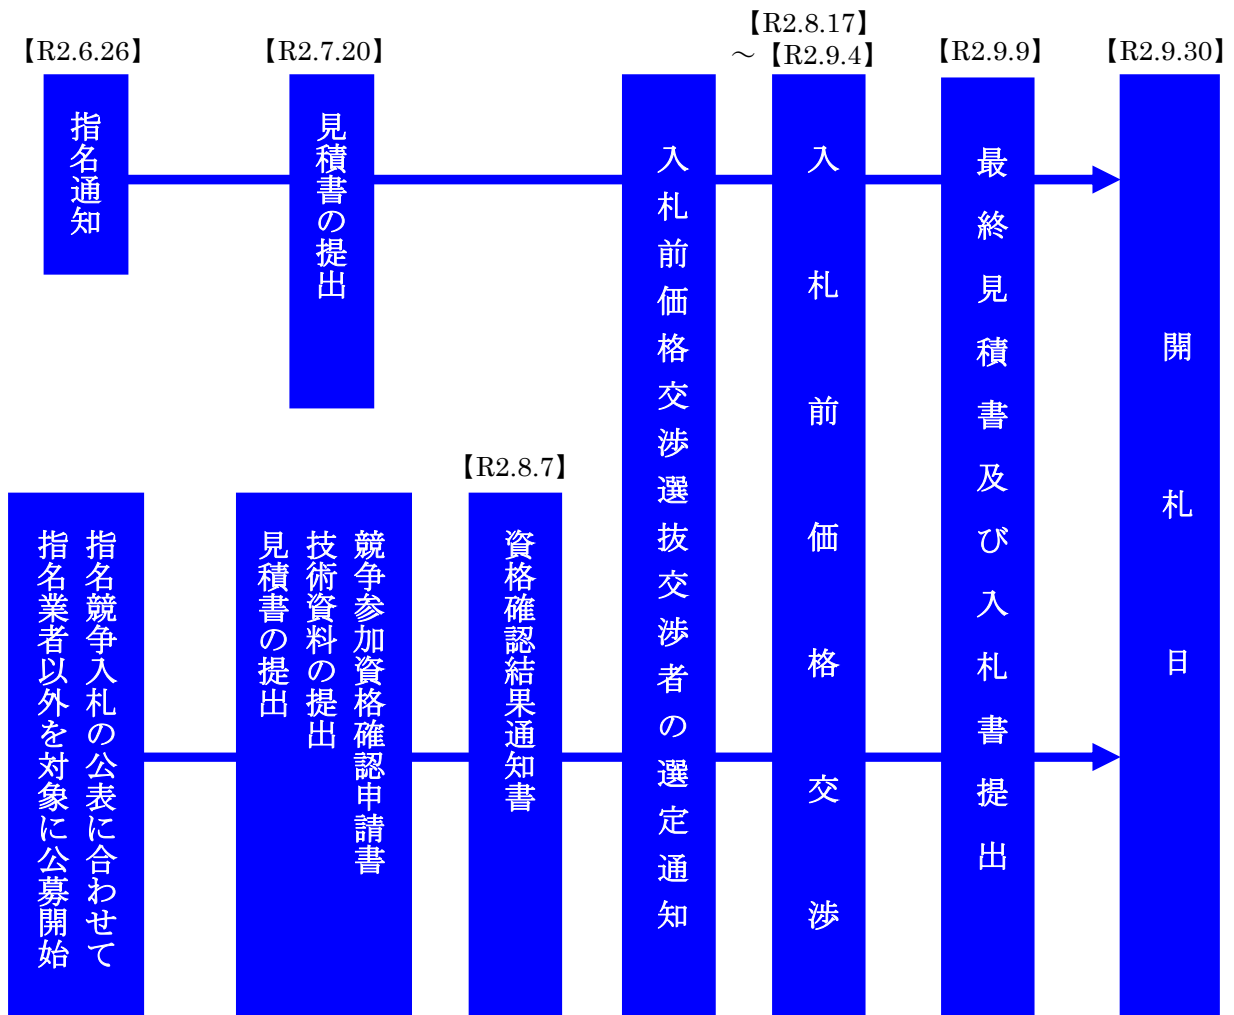 【R2.6.26】
指名通知
【R2.7.20】
見積書の提出
指名競争入札の公表に合わせて
指名業者以外を対象に公募開始
競争参加資格確認申請書
技術資料の提出
見積書の提出
【R2.8.7】
資格確認結果通知書
入札前価格交渉選抜交渉者の選定通知
【R2.8.17】
～【R2.9.4】
入札前価格交渉
【R2.9.9】
最終見積書及び入札書提出
【R2.9.30】
開札日